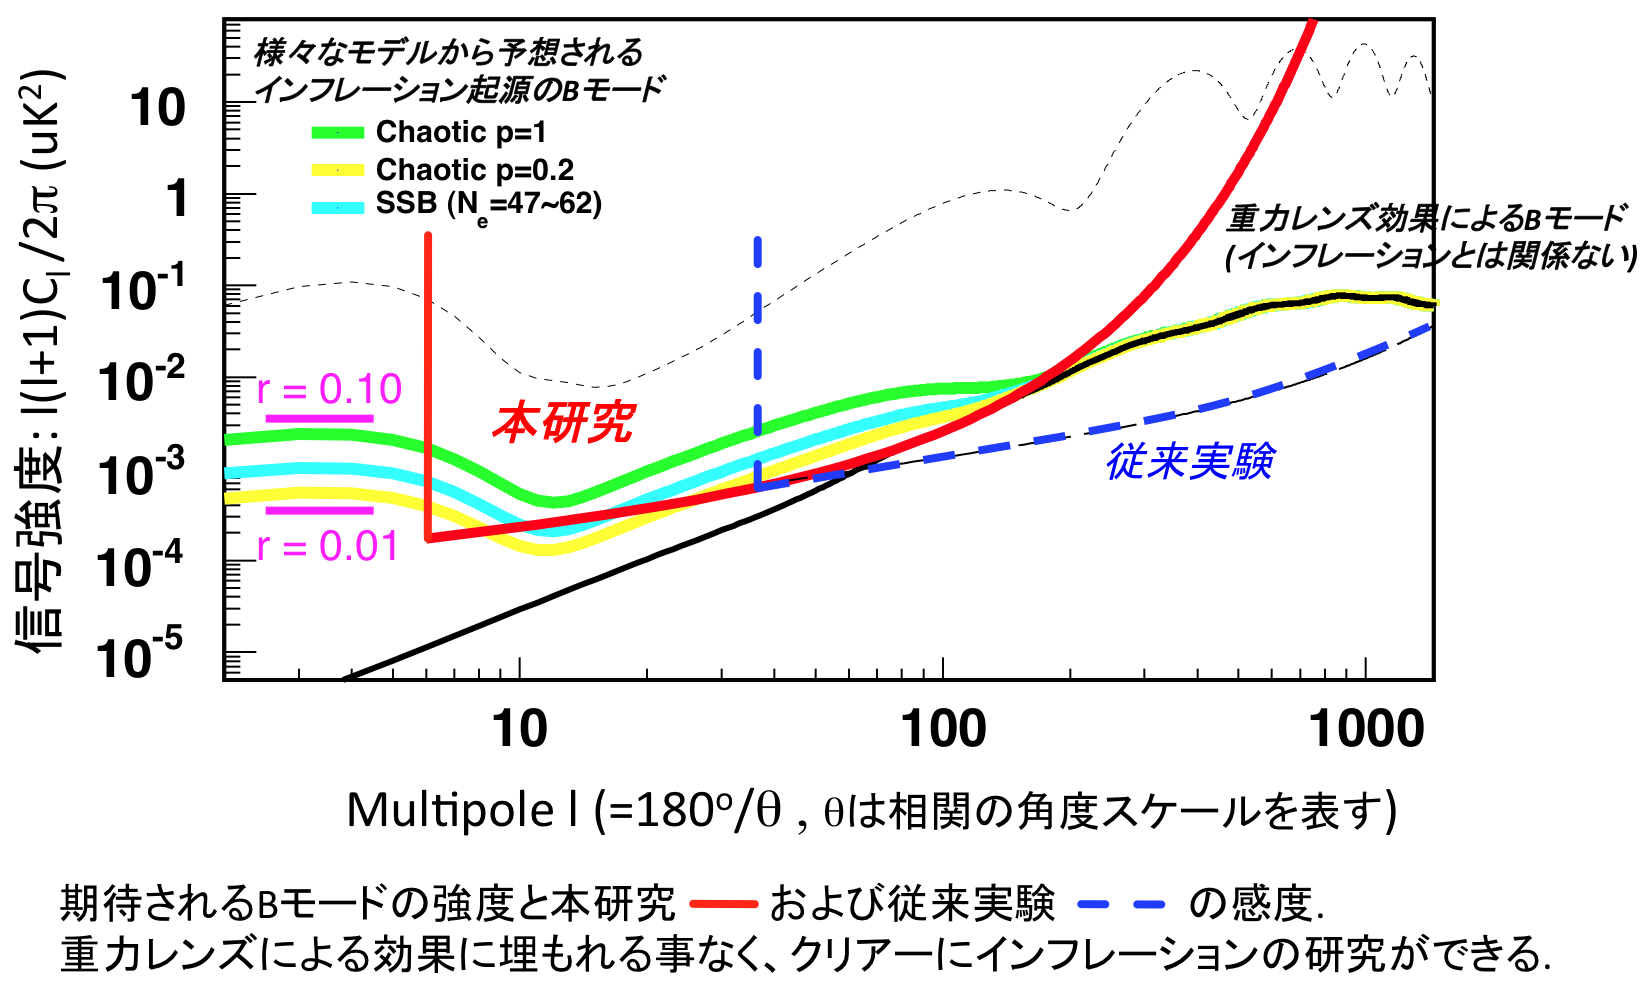 様々なモデルから予想される
インフレーション起源のBモード
Chaotic p=1
Chaotic p=0.2
SSB (Ne=47~62)
信号強度: l(l+1)Cl/2π (uK2)
10
1
10-1
10-2
10-3
10-4
10-5
r = 0.10
r = 0.01
本研究
従来実験
重力レンズ効果によるBモード
(インフレーションとは関係ない)
10
100
1000
Multipole l (=180o/θ , θは相関の角度スケールを表す)
期待されるBモードの強度と本研究 および従来実験 の感度.
重力レンズによる効果に埋もれる事なく、クリアーにインフレーションの研究ができる.